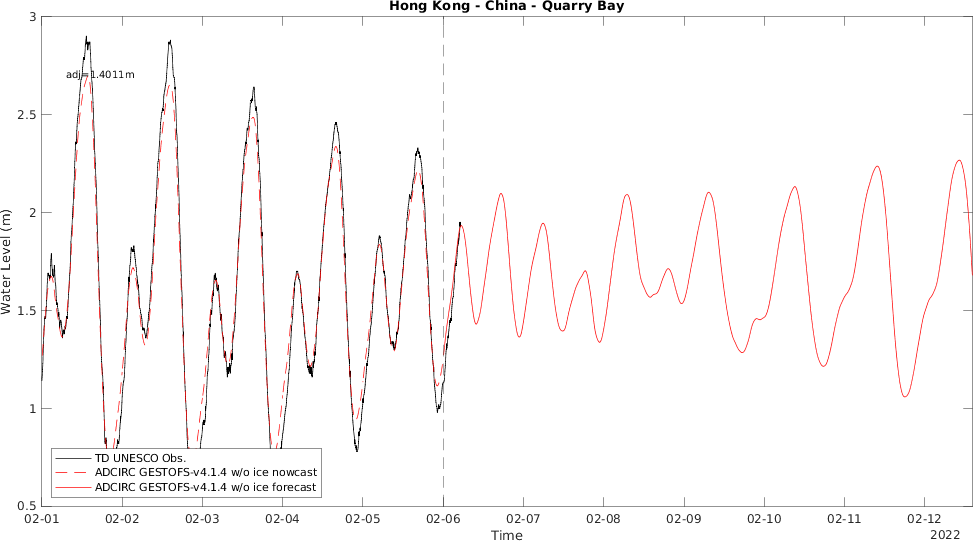 Hong Kong - China - Quarry Bay
3
adj=1.4011m
2.5
2
Water Level (m)
1.5
1
TD UNESCO Obs.
ADCIRC GESTOFS-v4.1.4 w/o ice nowcast
ADCIRC GESTOFS-v4.1.4 w/o ice forecast
0.5
02-01 02-02 02-03 02-04 02-05 02-06 02-07 02-08 02-09 02-10 02-11 02-12
Time
2022